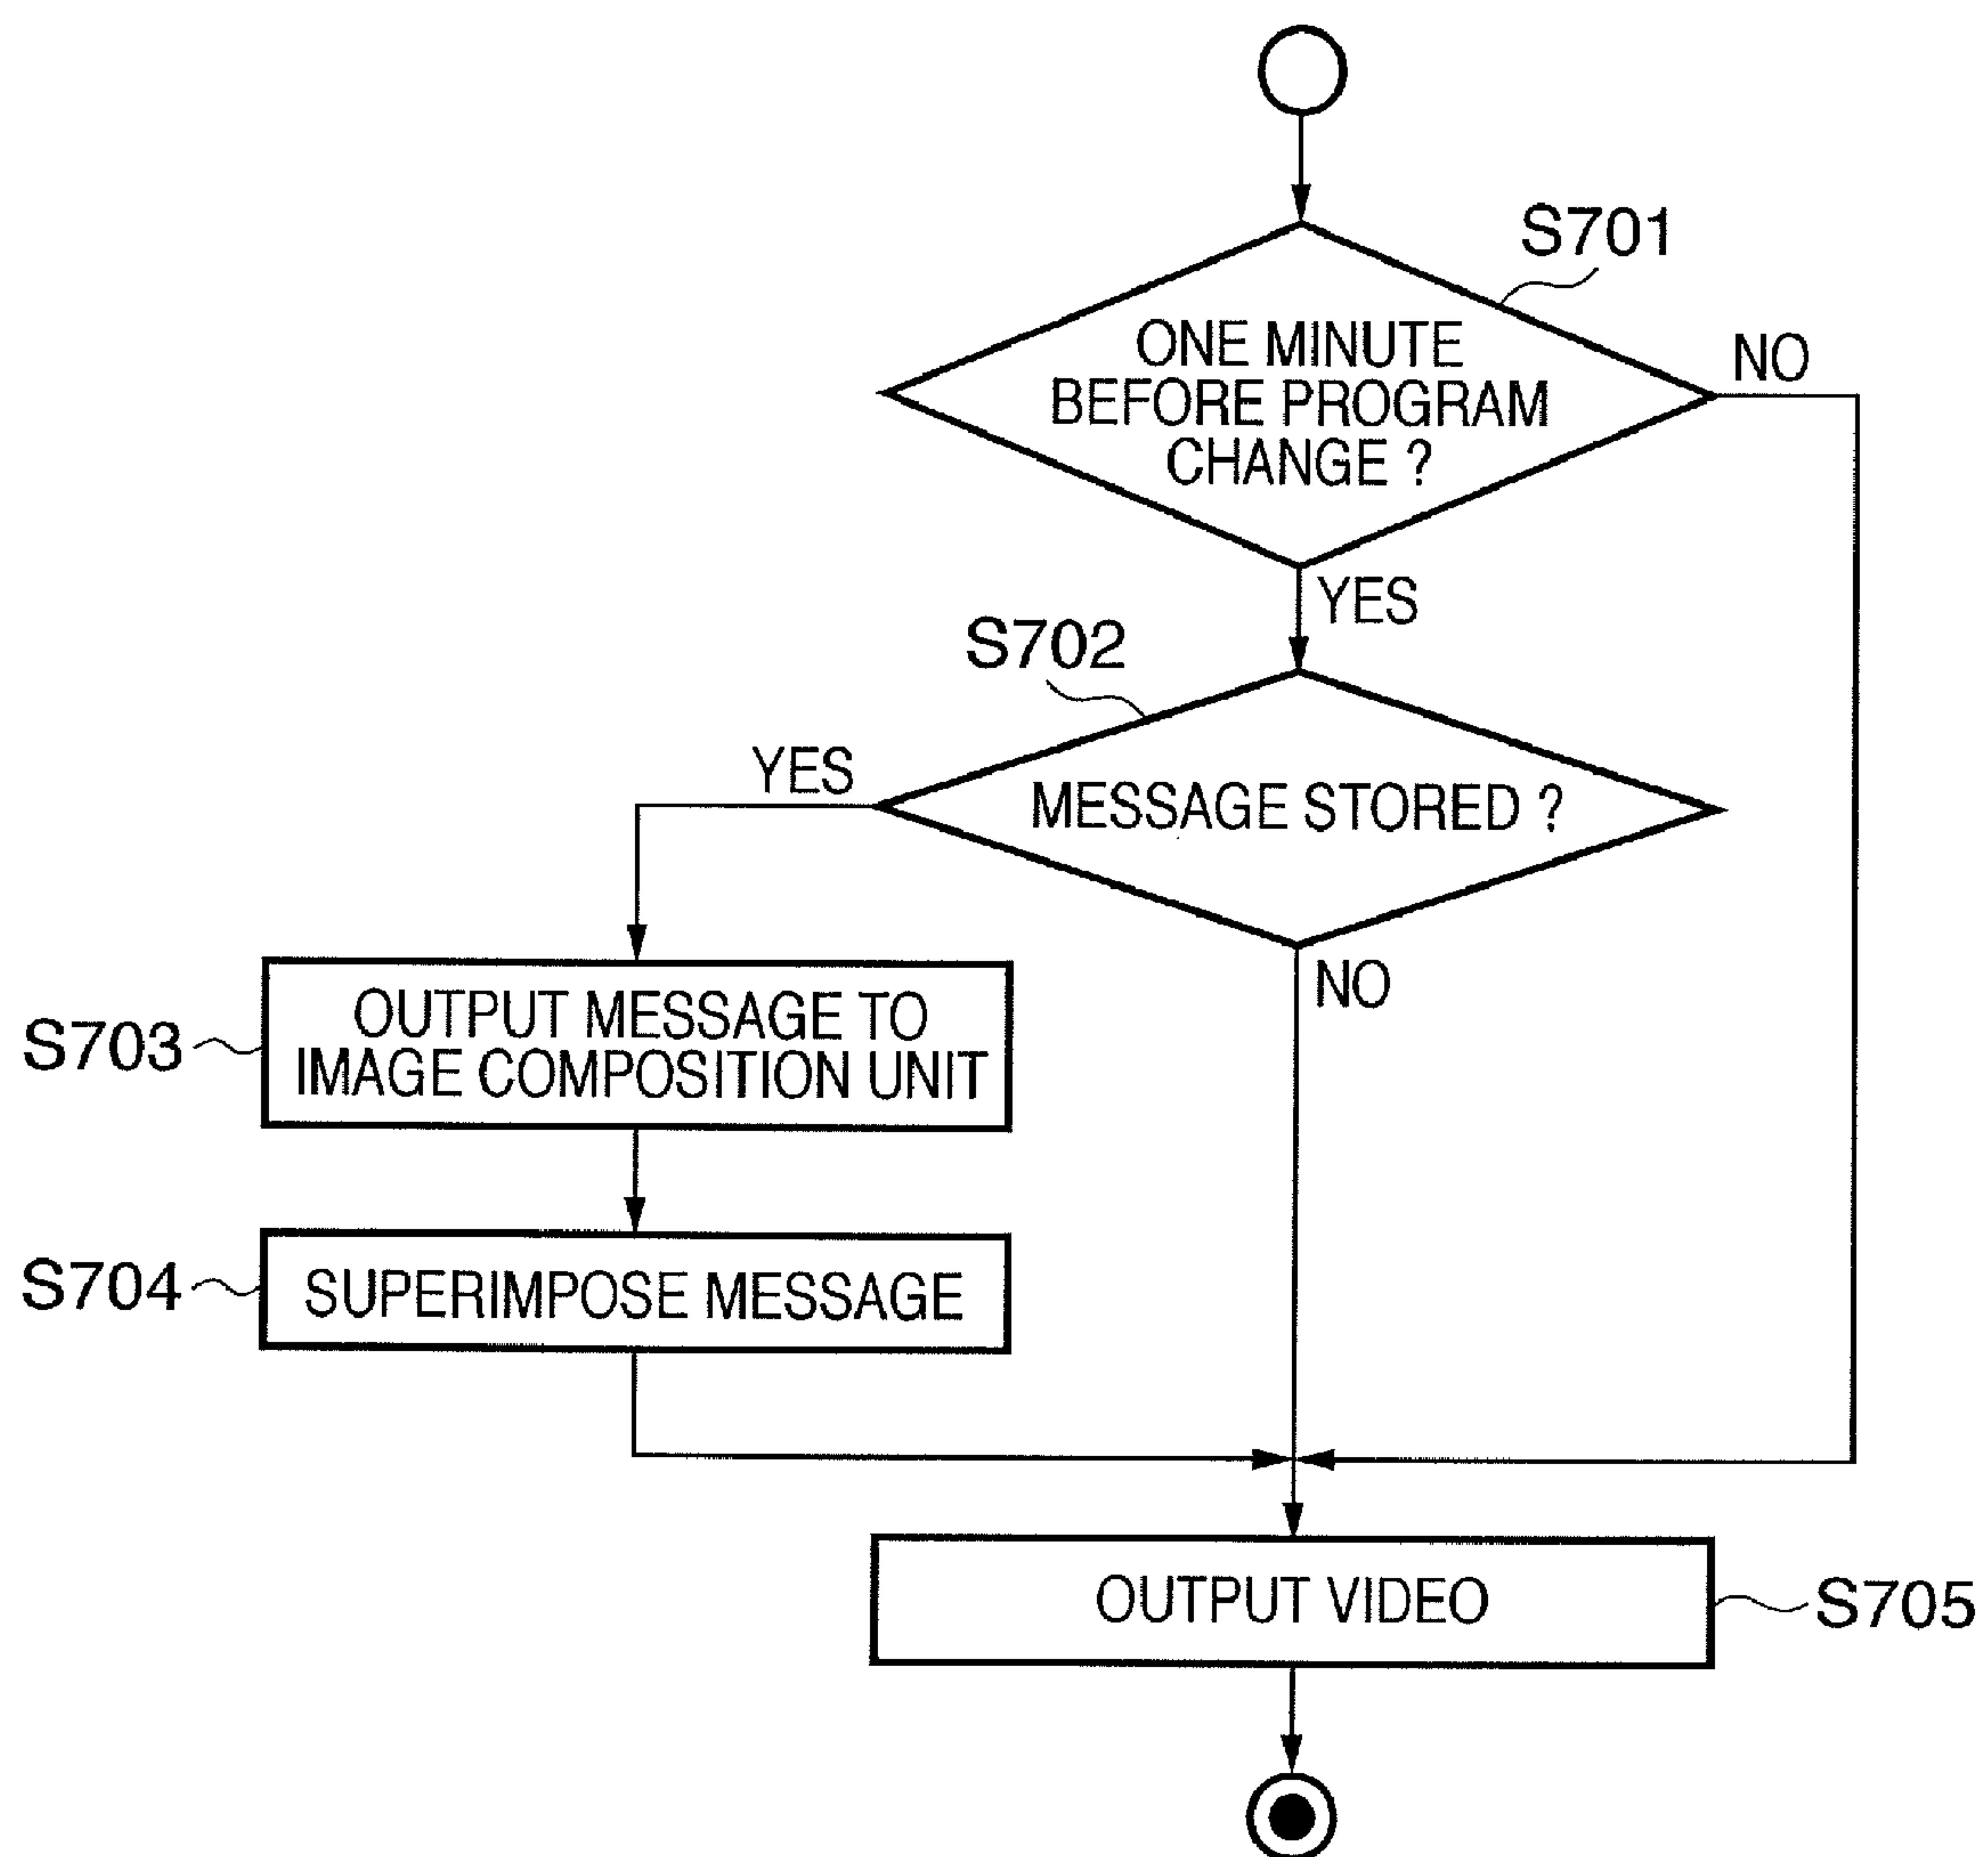 S701
ONE MINUTE
BEFORE PROGRAM
CHANGE ?
NO
YES
S702
YES
MESSAGE STORED ?
NO
S703
OUTPUT MESSAGE TO
IMAGE COMPOSITION UNIT
S704
SUPERIMPOSE MESSAGE
OUTPUT VIDEO
S705